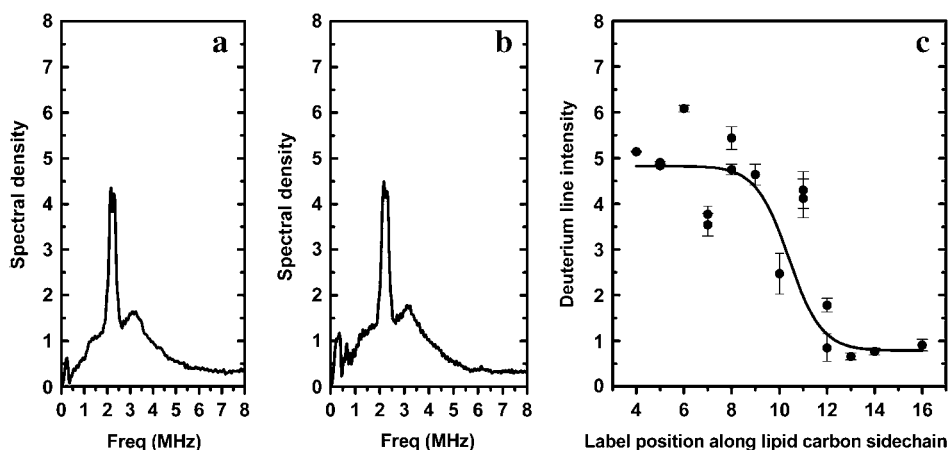 a
8
7
6
5
4
3
2
1
0
Spectral density
0 1 2 3 4 5 6 7 8
Freq (MHz)
b
8
7
6
5
4
3
2
1
0
Spectral density
0 1 2 3 4 5 6 7 8
Freq (MHz)
c
8
7
6
5
4
3
2
1
0
Deuterium line intensity
4 6 8 10 12 14 16
Label position along lipid carbon sidechain